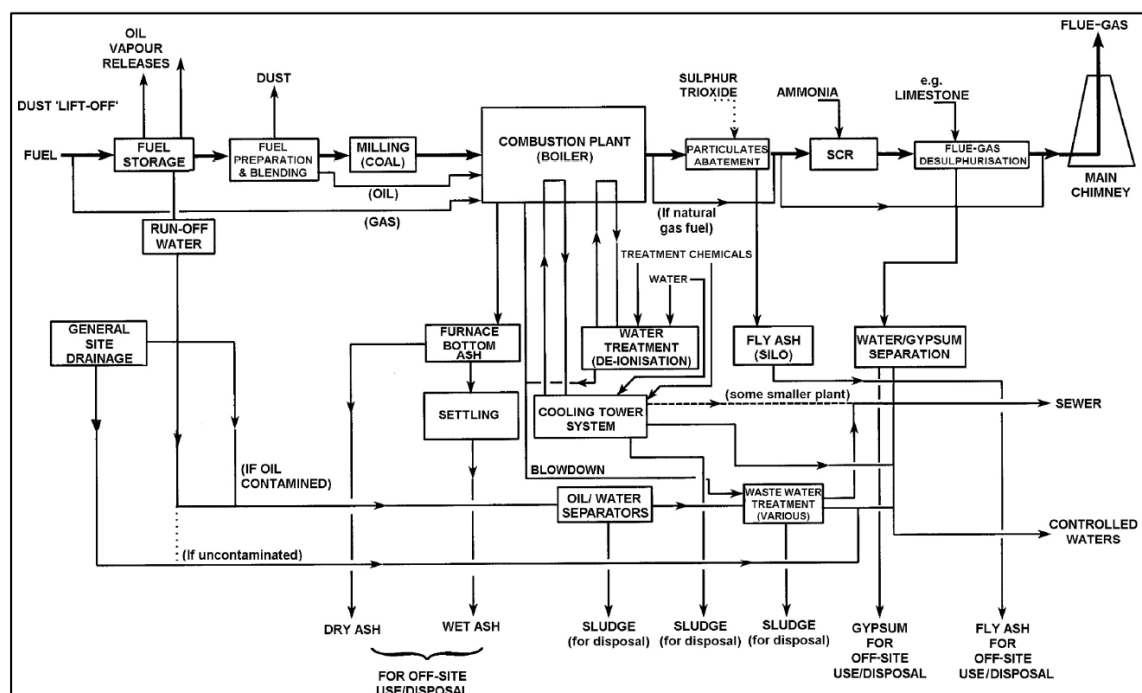 FLUE-GAS
OIL
VAPOUR
RELEASES
DUST
SULPHUR
TRIOXIDE
AMMONIA
e.g.
LIMESTONE
DUST 'LIFT-OFF'
FUEL
FUEL
STORAGE
FUEL
PREPARATION
& BLENDING
MILLING
(COAL)
COMBUSTION PLANT
(BOILER)
PARTICULATES
ABATEMENT
SCR
FLUE-GAS
DESULPHURISATION
MAIN
CHIMNEY
(OIL)
(GAS)
(If natural
gas fuel)
RUN-OFF
WATER
TREATMENT CHEMICALS
WATER
GENERAL
SITE
DRAINAGE
FURNACE
BOTTOM
ASH
WATER
TREATMENT
(DE-IONISATION)
FLY ASH
(SILO)
WATER/GYPSUM
SEPARATION
SETTLING
COOLING TOWER
SYSTEM
(some smaller plant)
SEWER
(IF OIL
CONTAMINED)
BLOWDOWN
OIL/ WATER
SEPARATORS
WASTE WATER
TREATMENT
(VARIOUS)
CONTROLLED
WATERS
(If uncontaminated)
DRY ASH
WET ASH
SLUDGE
(for disposal)
SLUDGE
(for disposal)
SLUDGE
(for disposal)
GYPSUM
FOR
OFF-SITE
USE/DISPOSAL
FLY ASH
FOR
OFF-SITE
USE/DISPOSAL
FOR OFF-SITE
USE/DISPOSAL